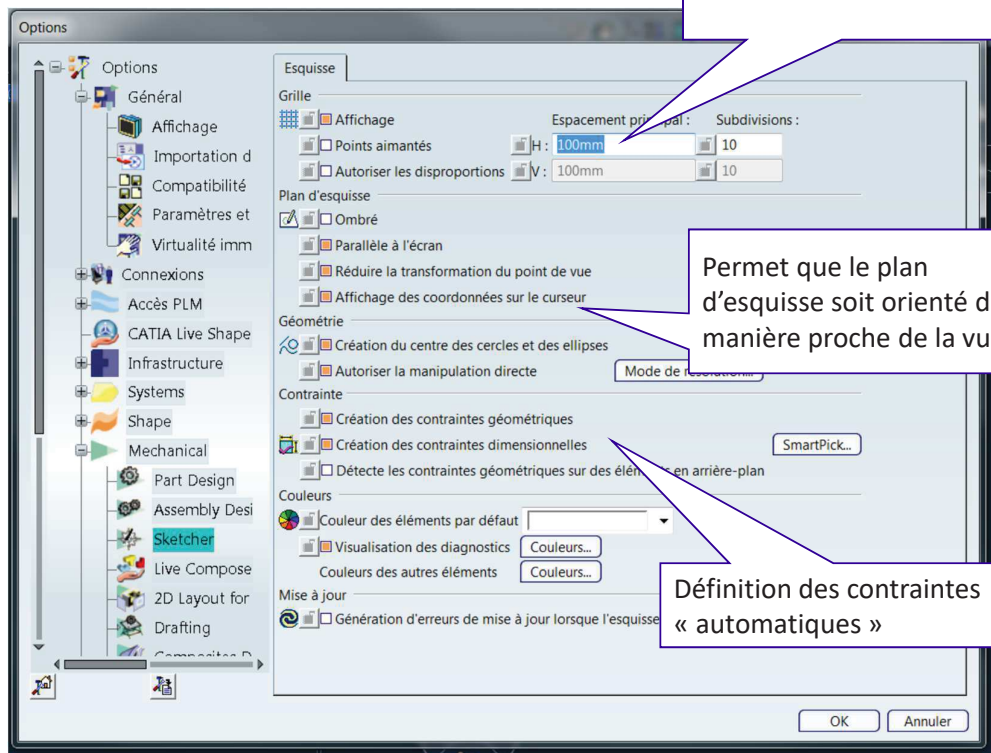 Options
Options
Général
Affichage
Importation d
Compatibilité
Paramètres et
Virtualité imm
Connexions
Accès PLM
CATIA Live Shape
Infrastructure
Systems
Shape
Mechanical
Part Design
Assembly Desi
Sketcher
Live Compose
2D Layout for
Drafting
Esquisse
Grille
Affichage Espacement principal : Subdivisions :
Points aimantés H : 100mm 10
Autoriser les disproportions V : 100mm 10
Plan d'esquisse
Ombré
Parallèle à l'écran
Réduire la transformation du point de vue
Affichage des coordonnées sur le curseur
Géométrie
Création du centre des cercles et des ellipses
Autoriser la manipulation directe Mode de
Contrainte
Création des contraintes géométriques
Création des contraintes dimensionnelles SmartPick...
Détecte les contraintes géométriques sur des éléments en arrière-plan
Couleurs
Couleur des éléments par défaut
Visualisation des diagnostics Couleurs...
Couleurs des autres éléments Couleurs...
Mise à jour
Génération d'erreurs de mise à jour lorsque l'esquisse
OK Annuler
Permet que le plan
d'esquisse soit orienté d
manière proche de la vu
Définition des contraintes
« automatiques »